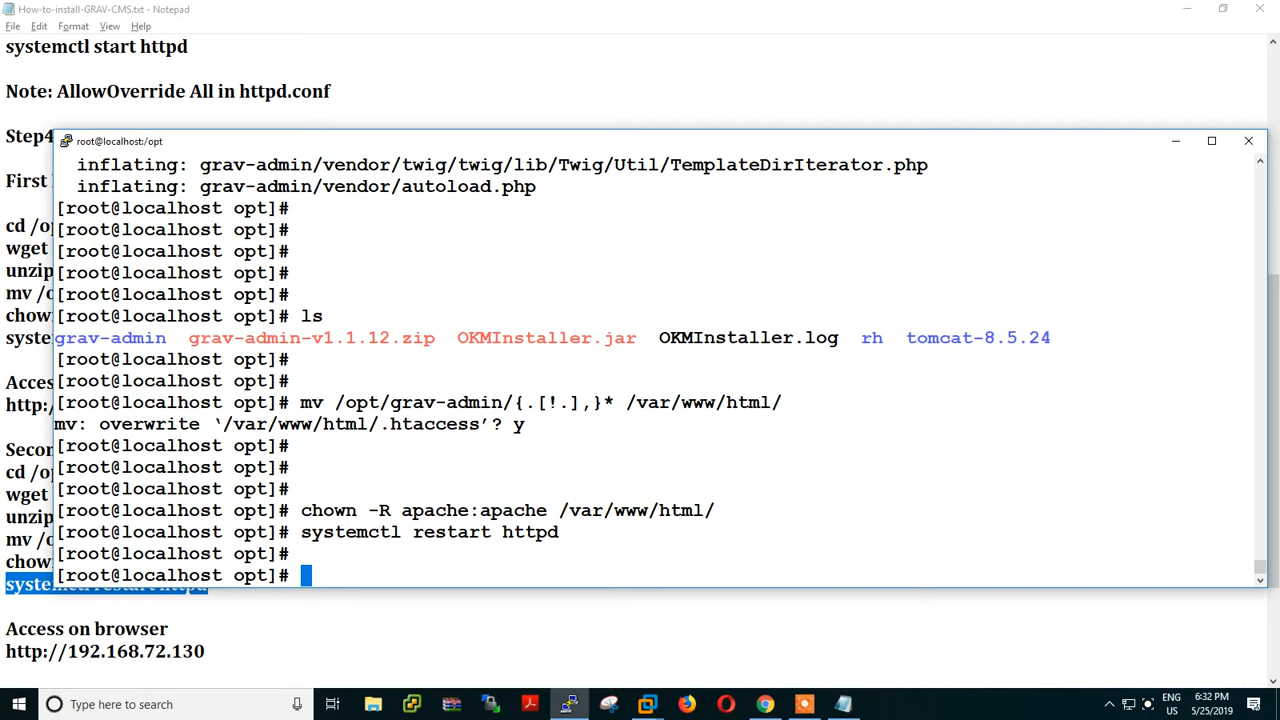 How-to-install-GRAV-CMS.txt - Notepad
File Edit Format View Help
systemctl start httpd
Note: AllowOverride All in httpd.conf
Step4
root@localhost:/opt
inflating: grav-admin/vendor/twig/twig/lib/Twig/Util/TemplateDirIterator.php
First
inflating: grav-admin/vendor/autoload.php
[root@localhost opt]#
cd /o
[root@localhost opt]#
wget
[root@localhost opt]#
unzip
[root@localhost opt]#
mv /o
[root@localhost opt]#
chow
[root@localhost opt]# ls
syste
grav-admin grav-admin-v1.1.12.zip OKMInstaller.jar OKMInstaller.log rh tomcat-8.5.24
[root@localhost opt]#
Acces
[root@localhost opt]#
http:/
[root@localhost opt]# mv /opt/grav-admin/{.[!.],}* /var/www/html/
mv: overwrite ‘/var/www/html/.htaccess’? y
Secon
[root@localhost opt]#
cd /o
[root@localhost opt]#
wget
[root@localhost opt]#
unzip
[root@localhost opt]# chown -R apache:apache /var/www/html/
mv /o
[root@localhost opt]# systemctl restart httpd
chow
[root@localhost opt]#
[root@localhost opt]#
systemctl restart httpd
Access on browser
http://192.168.72.130
Type here to search
ENG
US
6:32 PM
5/25/2019